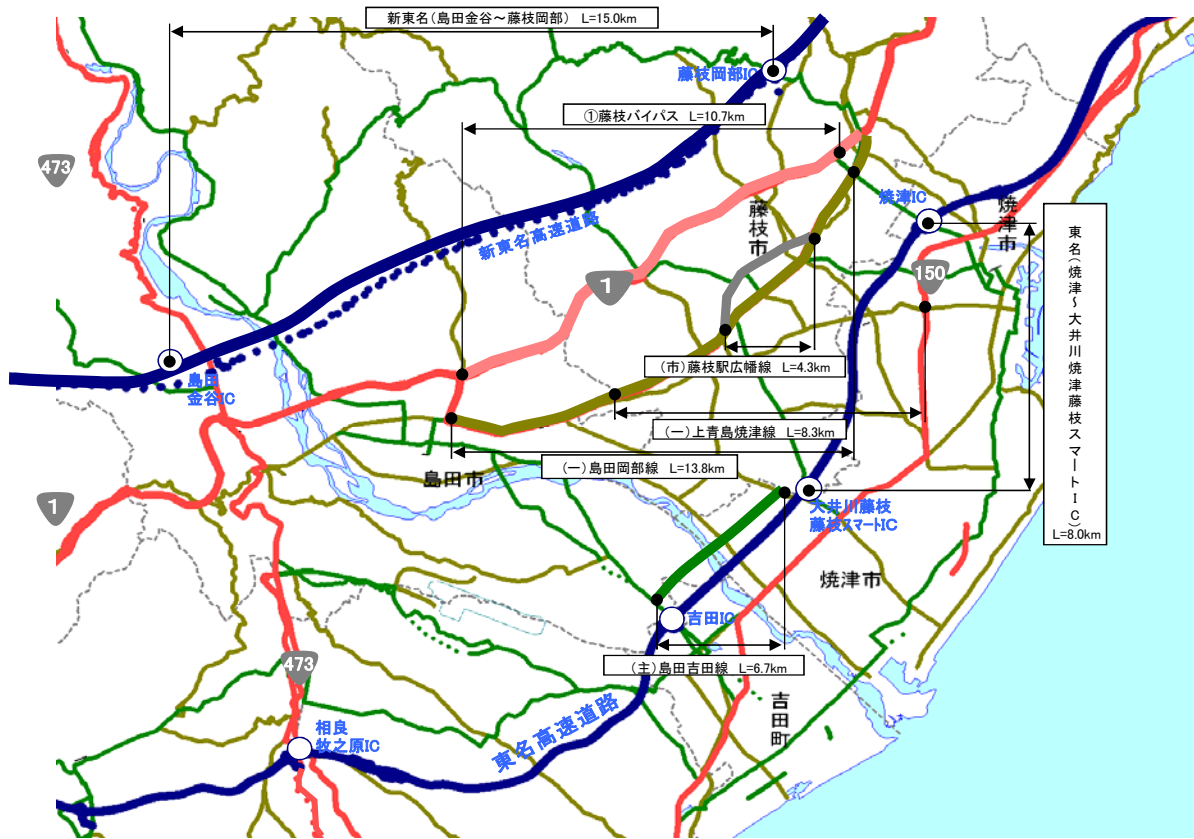 新東名(島田金谷～藤枝岡部) L=15.0km
藤枝岡部IC
①藤枝バイパス L=10.7km
473
焼津IC
藤枝市
焼津市
新東名高速道路
東名(焼津～大井川焼津藤枝スマートIC)
L=8.0km
150
1
(市)藤枝駅広幡線 L=4.3km
島田
金谷IC
(一)上青島焼津線 L=8.3km
(一)島田岡部線 L=13.8km
島田市
1
大井川藤枝
藤枝スマートIC
焼津市
吉田IC
(主)島田吉田線 L=6.7km
473
吉田町
東名高速道路
相良
牧之原IC